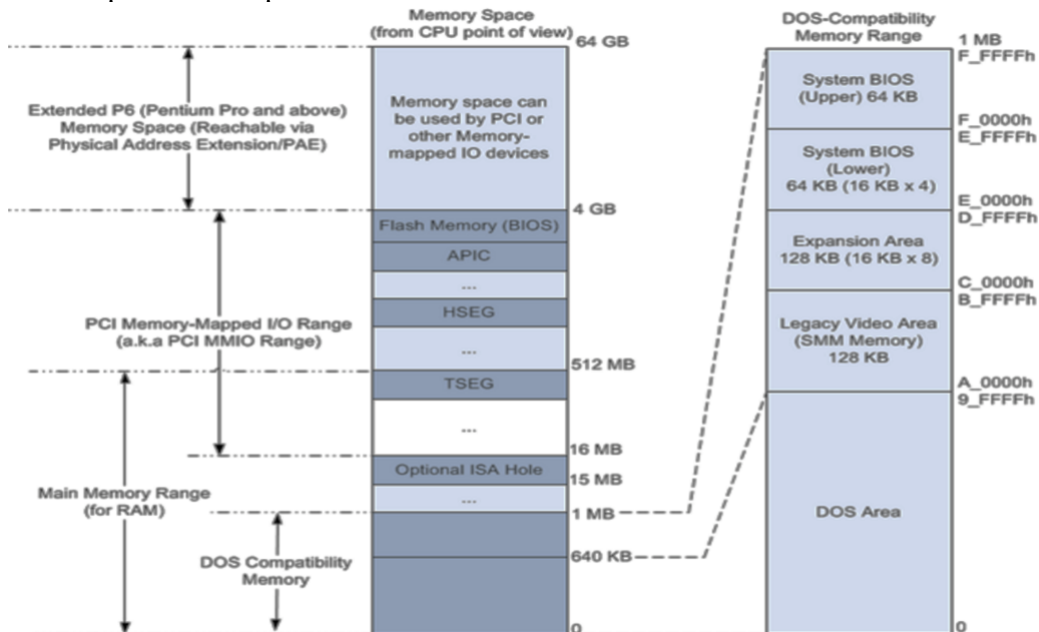 Memory Space
(from CPU point of view)
64 GB
Extended P6 (Pentium Pro and above)
Memory Space (Reachable via
Physical Address Extension/PAE)
Memory space can
be used by PCI or
other Memory-
mapped IO devices
4 GB
Flash Memory (BIOS)
APIC
...
HSEG
...
PCI Memory-Mapped I/O Range
(a.k.a PCI MMIO Range)
512 MB
TSEG
...
16 MB
Optional ISA Hole
15 MB
...
1 MB
Main Memory Range
(for RAM)
640 KB
DOS Compatibility
Memory
0
DOS-Compatibility
Memory Range
1 MB
F_FFFFh
System BIOS
(Upper) 64 KB
F_0000h
E_FFFFh
System BIOS
(Lower)
64 KB (16 KB x 4)
E_0000h
D_FFFFh
Expansion Area
128 KB (16 KB x 8)
C_0000h
B_FFFFh
Legacy Video Area
(SMM Memory)
128 KB
A_0000h
9_FFFFh
DOS Area
0